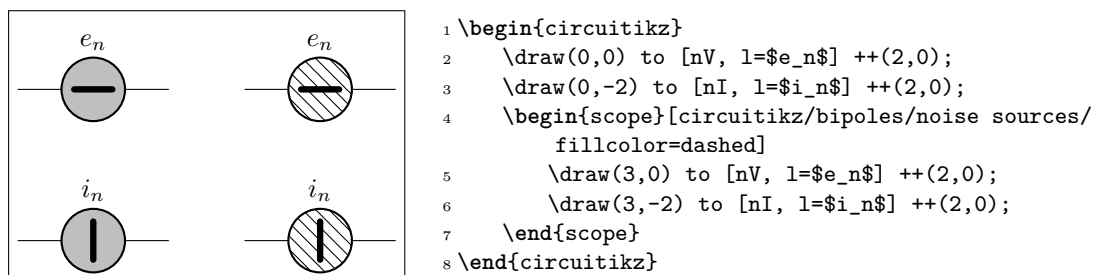 e_n e_n
i_n i_n
1 \begin{circuitikz}
2 \draw(0,0) to [nV, l=$e_n$] ++(2,0);
3 \draw(0,-2) to [nI, l=$i_n$] ++(2,0);
4 \begin{scope}[circuitikz/bipoles/noise sources/
fillcolor=dashed]
5 \draw(3,0) to [nV, l=$e_n$] ++(2,0);
6 \draw(3,-2) to [nI, l=$i_n$] ++(2,0);
7 \end{scope}
8 \end{circuitikz}